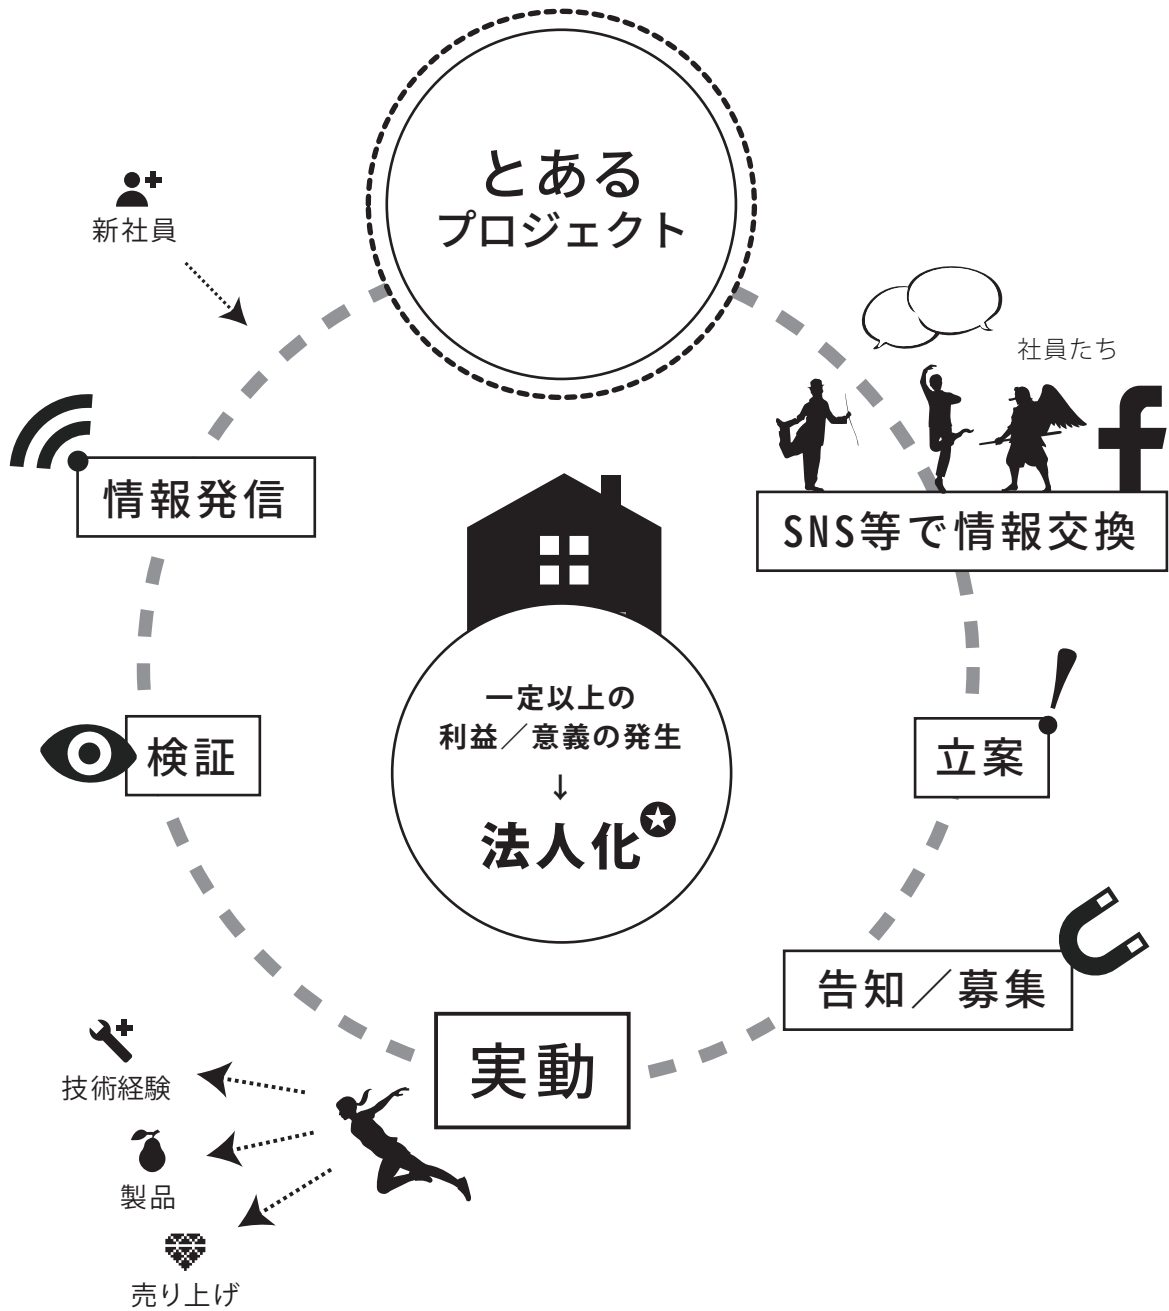 とある
プロジェクト
新社員
社員たち
SNS等で情報交換
情報発信
一定以上の
利益／意義の発生
↓
法人化
立案
検証
告知／募集
実動
技術経験
製品
売り上げ